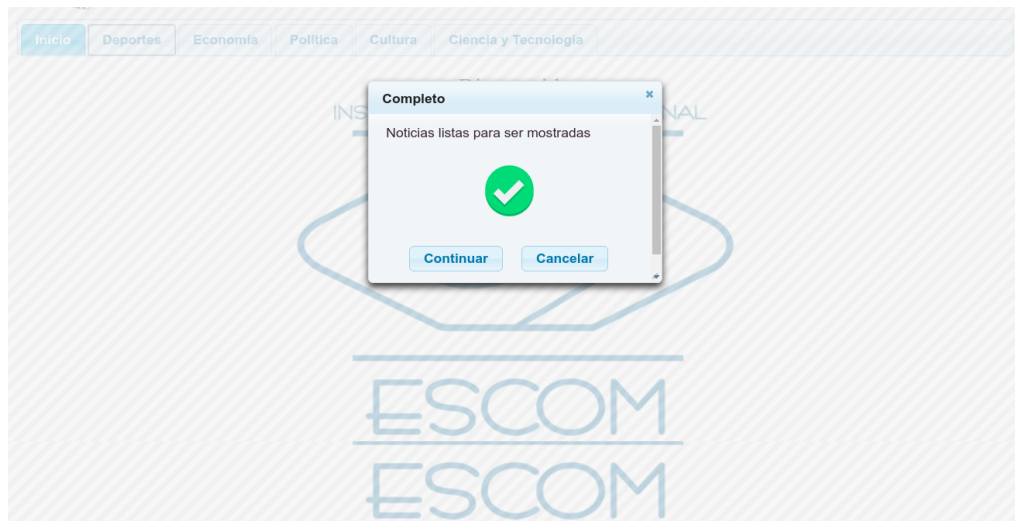 Inicio Deportes Economía Política Cultura Ciencia y Tecnología
Completo
Noticias listas para ser mostradas
Continuar Cancelar
ESCOM
ESCOM